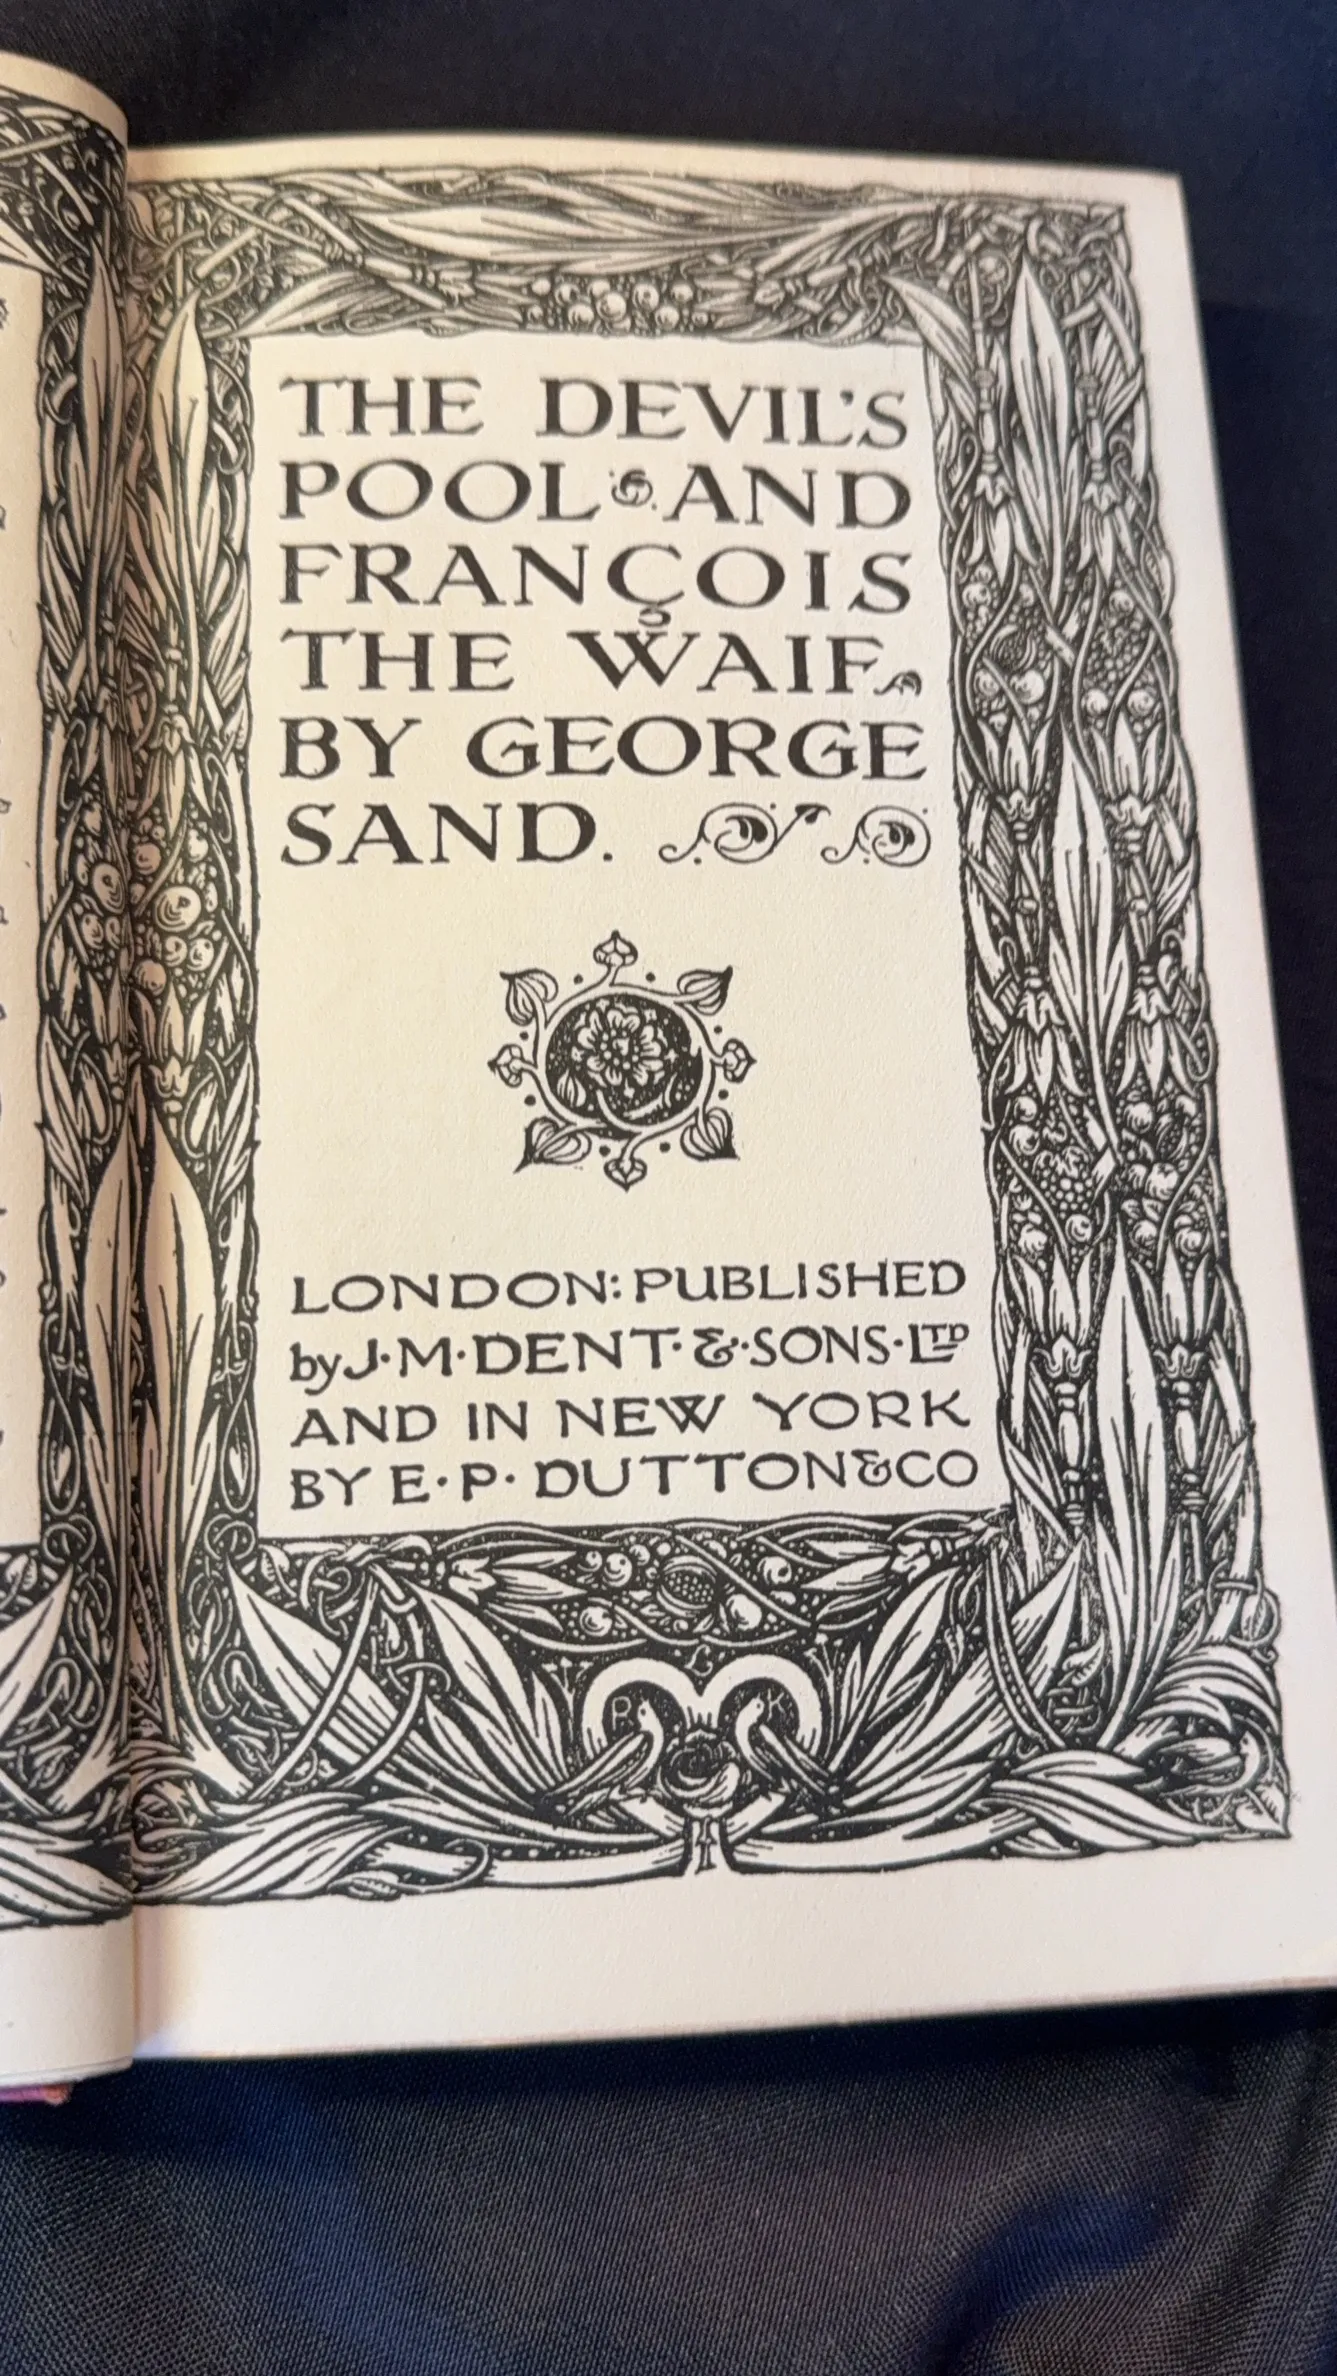 THE DEVIL'S
POOL AND
FRANÇOIS
THE WAIF
BY GEORGE
SAND.
LONDON: PUBLISHED
by J·M·DENT·&·SONS·LTD
AND IN NEW YORK
BY E·P·DUTTON&CO
R K